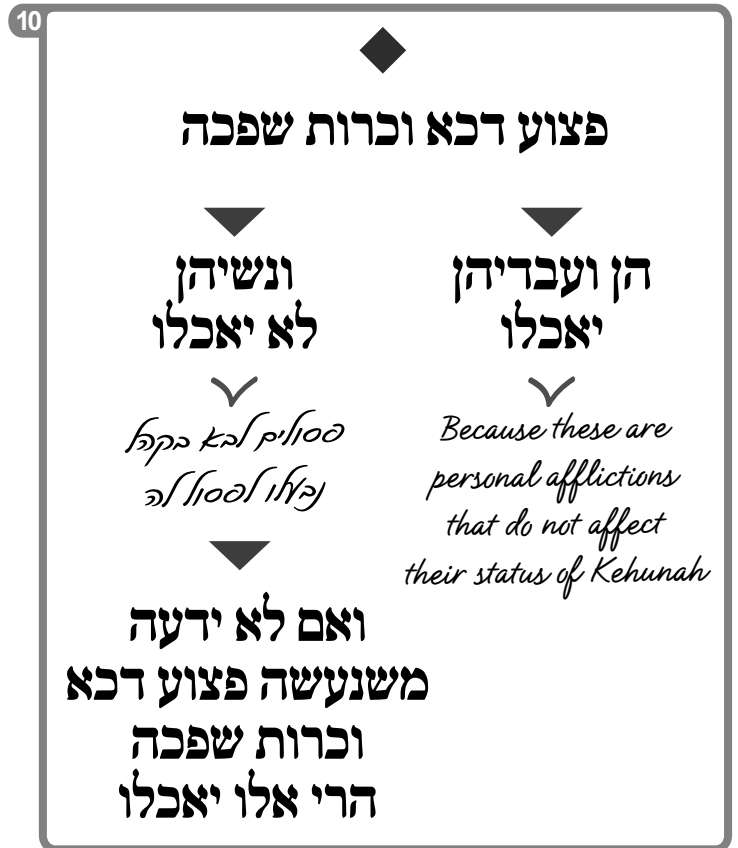 10
פצוע דכא וכרות שפכה
הן ועבדיהן
יאכלו
Because these are
personal afflictions
that do not affect
their status of Kehunah
ונשיהן
לא יאכלו
פסולים לבא בקהל
נבעלו לפסול לה
ואם לא ידעה
משנעשה פצוע דכא
וכרות שפכה
הרי אלו יאכלו